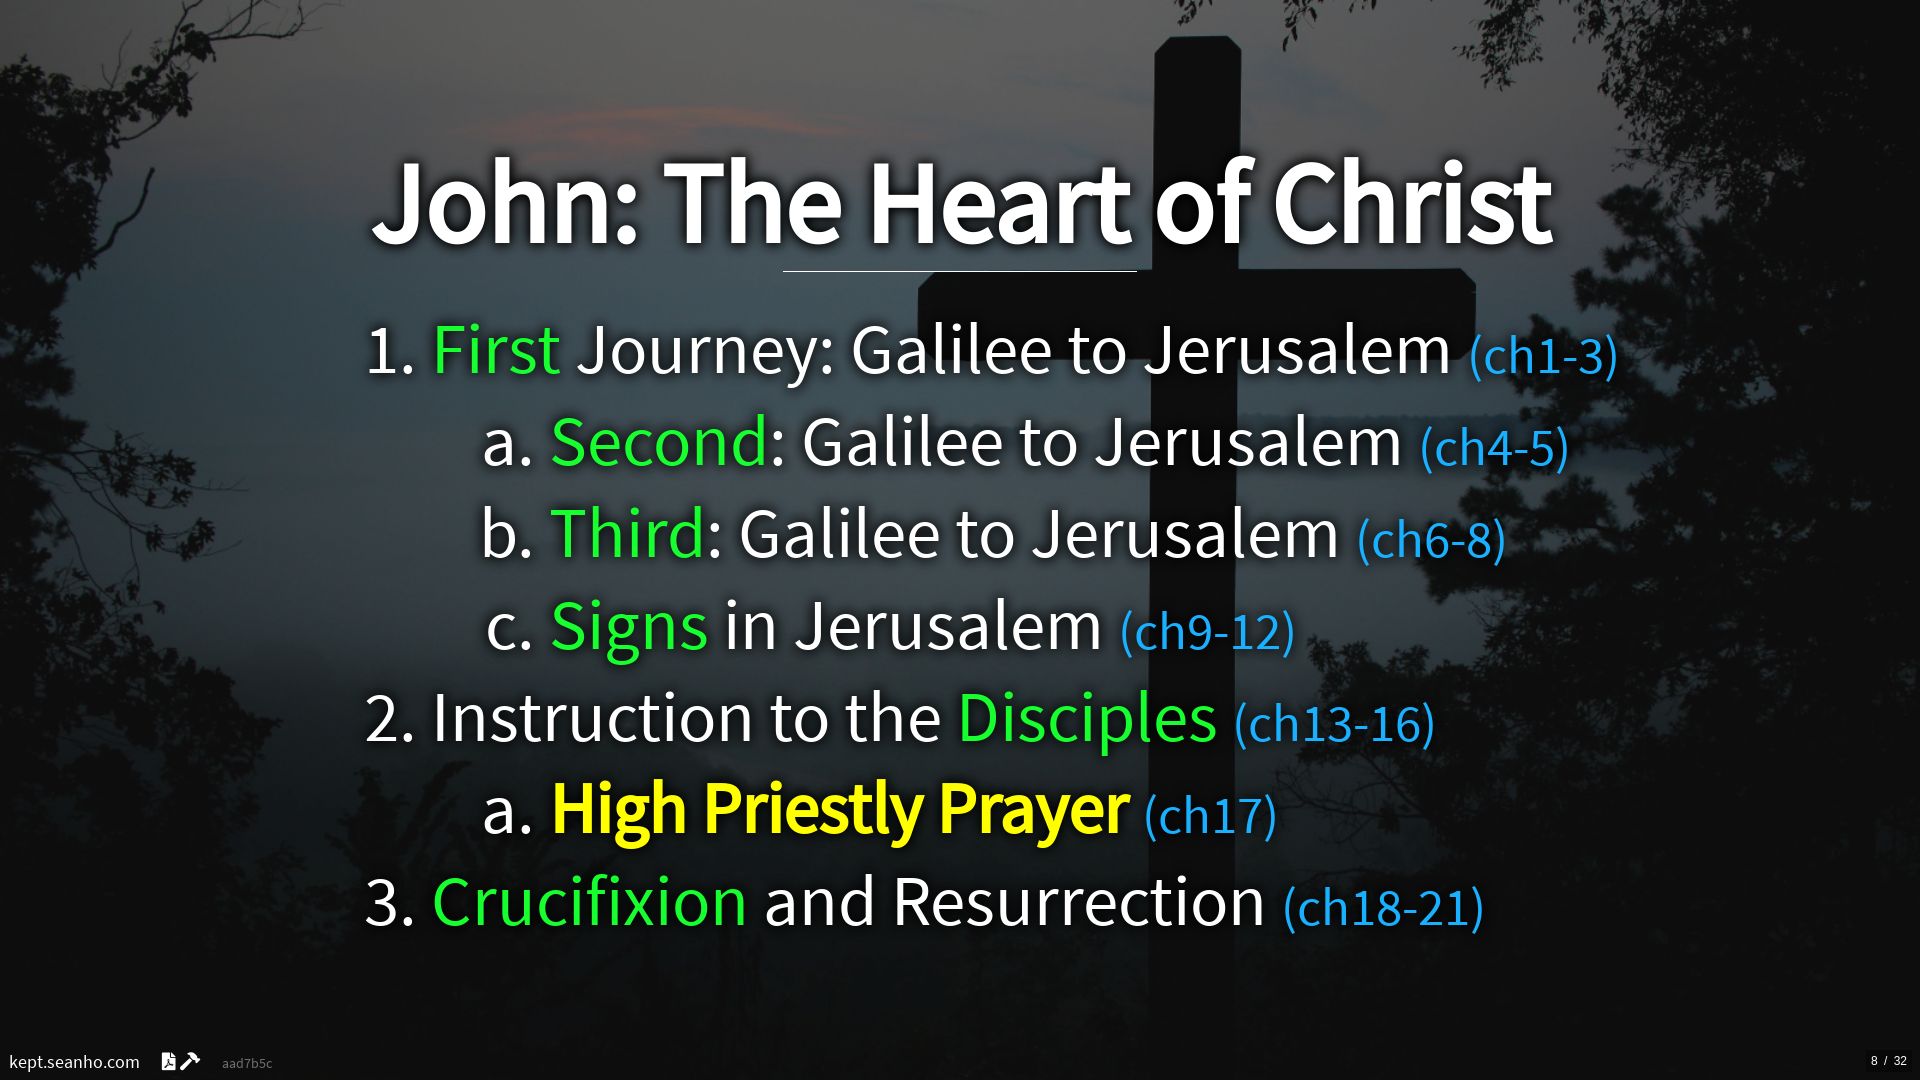 John: The Heart of Christ
1. First Journey: Galilee to Jerusalem (ch1-3)
a. Second: Galilee to Jerusalem (ch4-5)
b. Third: Galilee to Jerusalem (ch6-8)
c. Signs in Jerusalem (ch9-12)
2. Instruction to the Disciples (ch13-16)
a. High Priestly Prayer (ch17)
3. Crucifixion and Resurrection (ch18-21)
kept.seanho.com aad7b5c
8 / 32